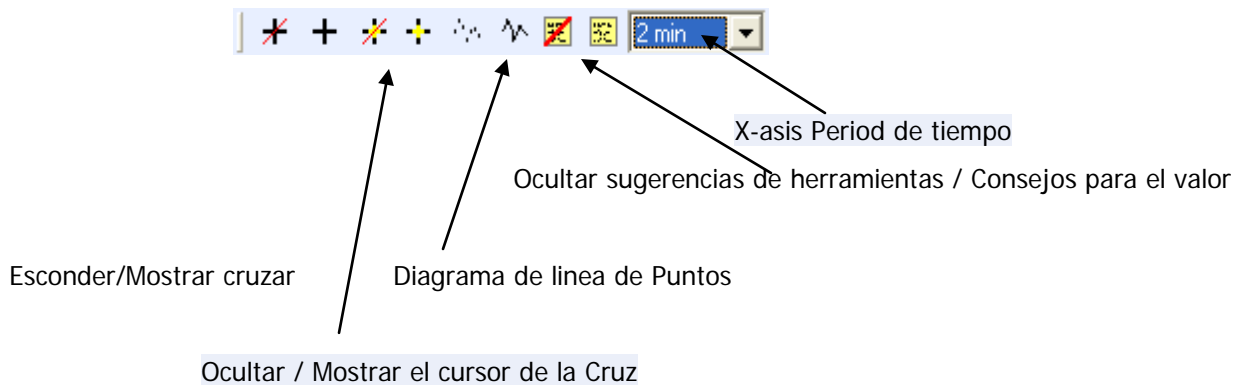 2 min
X-asis Period de tiempo
Ocultar sugerencias de herramientas / Consejos para el valor
Esconder/Mostrar cruzar
Diagrama de linea de Puntos
Ocultar / Mostrar el cursor de la Cruz